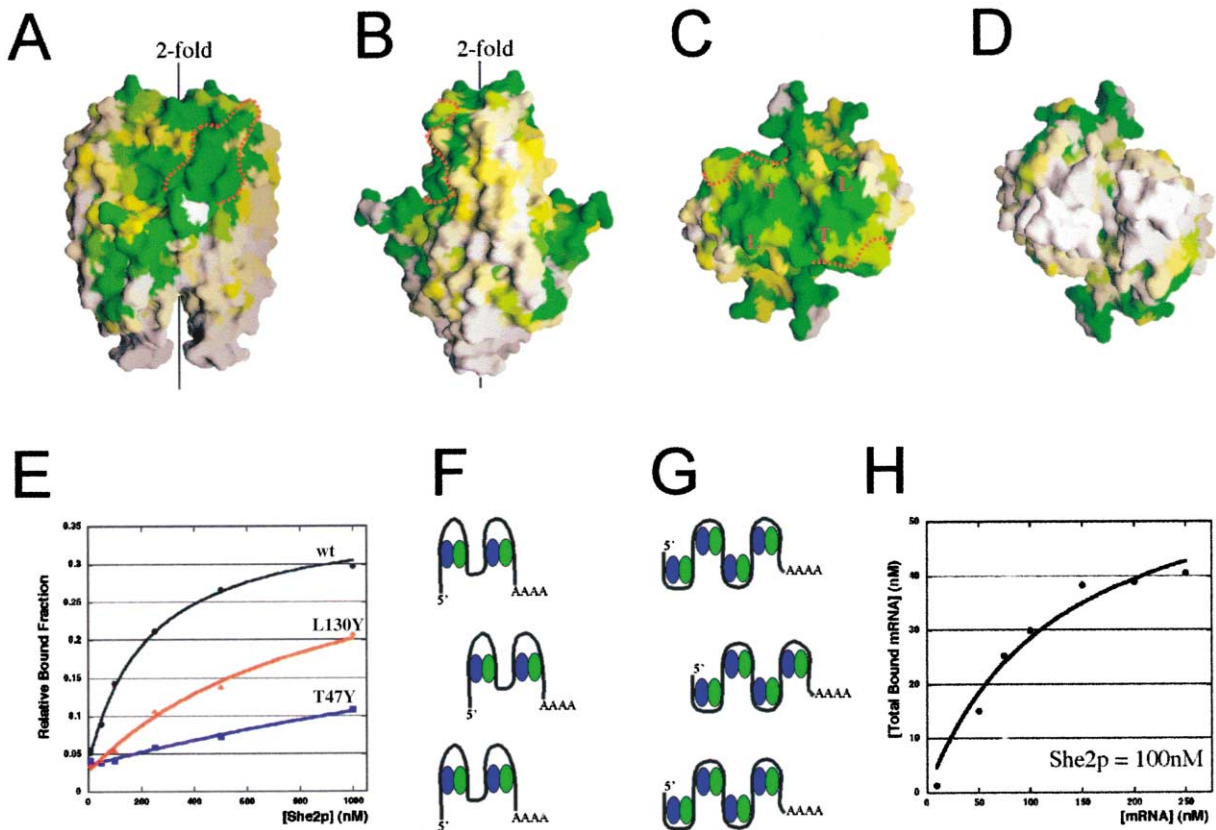 A
2-fold
B
2-fold
C
T
L
L
T
D
E
0.35
0.3
0.25
0.2
0.15
0.1
0.05
0
Relative Bound Fraction
wt
L130Y
T47Y
0
200
400
600
800
1000
[She2p] (nM)
F
5'
AAAA
5'
AAAA
5'
AAAA
G
5'
AAAA
5'
AAAA
5'
AAAA
H
50
40
30
20
10
0
[Total Bound mRNA] (nM)
She2p = 100nM
0
50
100
150
200
250
[mRNA] (nM)